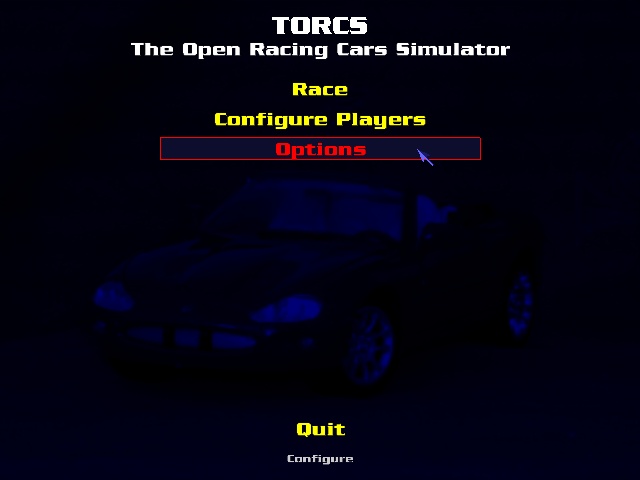 TORCS
The Open Racing Cars Simulator
Race
Configure Players
Options
Quit
Configure